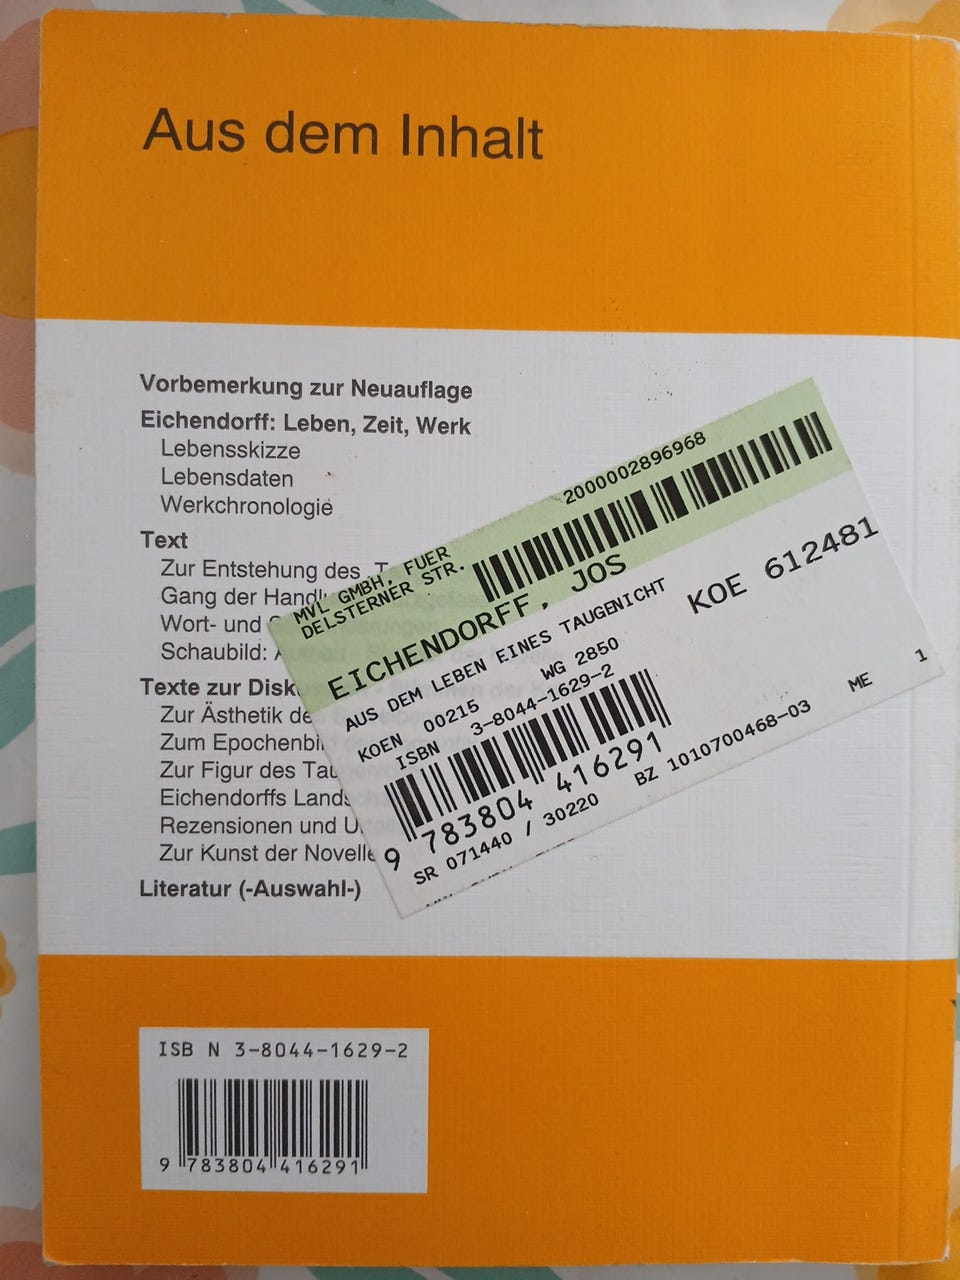 Aus dem Inhalt
Vorbemerkung zur Neuauflage
Eichendorff: Leben, Zeit, Werk
Lebensskizze
Lebensdaten
Werkchronologie
Text
Zur Entstehung des „T
Gang der Handl
Wort- und
Schaubild:
Texte zur Disk
Zur Ästhetik de
Zum Epochenbi
Zur Figur des Tau
Eichendorffs Lands
Rezensionen und U
Zur Kunst der Novelle
Literatur (-Auswahl-)
2000002896968
MVL GMBH, FUER
DELSTERNER STR.
EICHENDORFF, JOS
AUS DEM LEBEN EINES TAUGENICHT
KOE 612481
KOEN 00215 WG 2850
ISBN 3-8044-1629-2
9 783804 416291
SR 071440 / 30220 BZ 1010700468-03 ME 1
ISBN 3-8044-1629-2
9 783804 416291